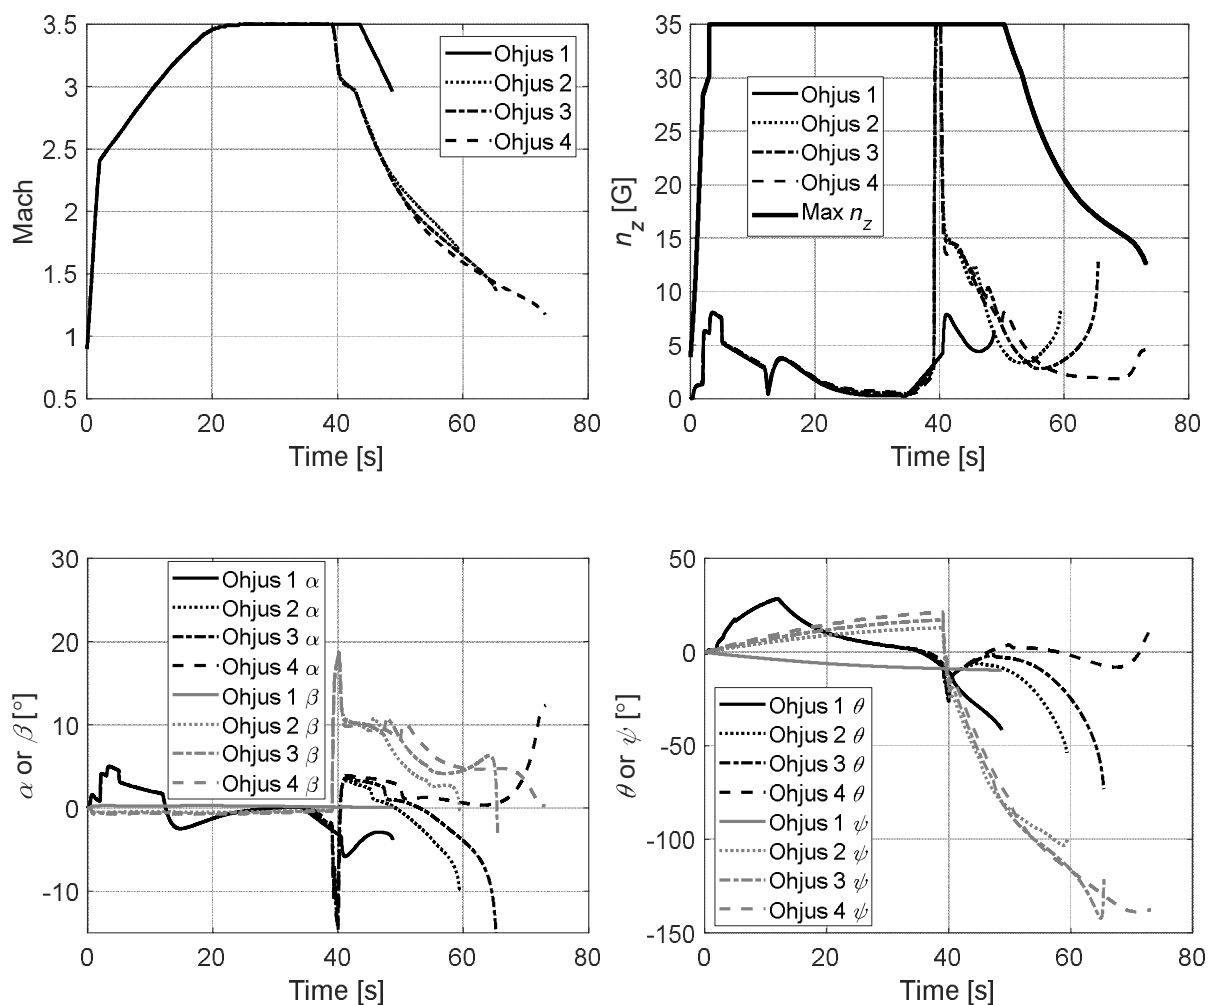 3.5
3
2.5
2
1.5
1
0.5
Mach
0 20 40 60 80
Time [s]
Ohjus 1
Ohjus 2
Ohjus 3
Ohjus 4
35
30
25
20
15
10
5
0
n_z [G]
0 20 40 60 80
Time [s]
Ohjus 1
Ohjus 2
Ohjus 3
Ohjus 4
Max n_z
30
20
10
0
-10
α or β [°]
0 20 40 60 80
Time [s]
Ohjus 1 α
Ohjus 2 α
Ohjus 3 α
Ohjus 4 α
Ohjus 1 β
Ohjus 2 β
Ohjus 3 β
Ohjus 4 β
50
0
-50
-100
-150
θ or ψ [°]
0 20 40 60 80
Time [s]
Ohjus 1 θ
Ohjus 2 θ
Ohjus 3 θ
Ohjus 4 θ
Ohjus 1 ψ
Ohjus 2 ψ
Ohjus 3 ψ
Ohjus 4 ψ